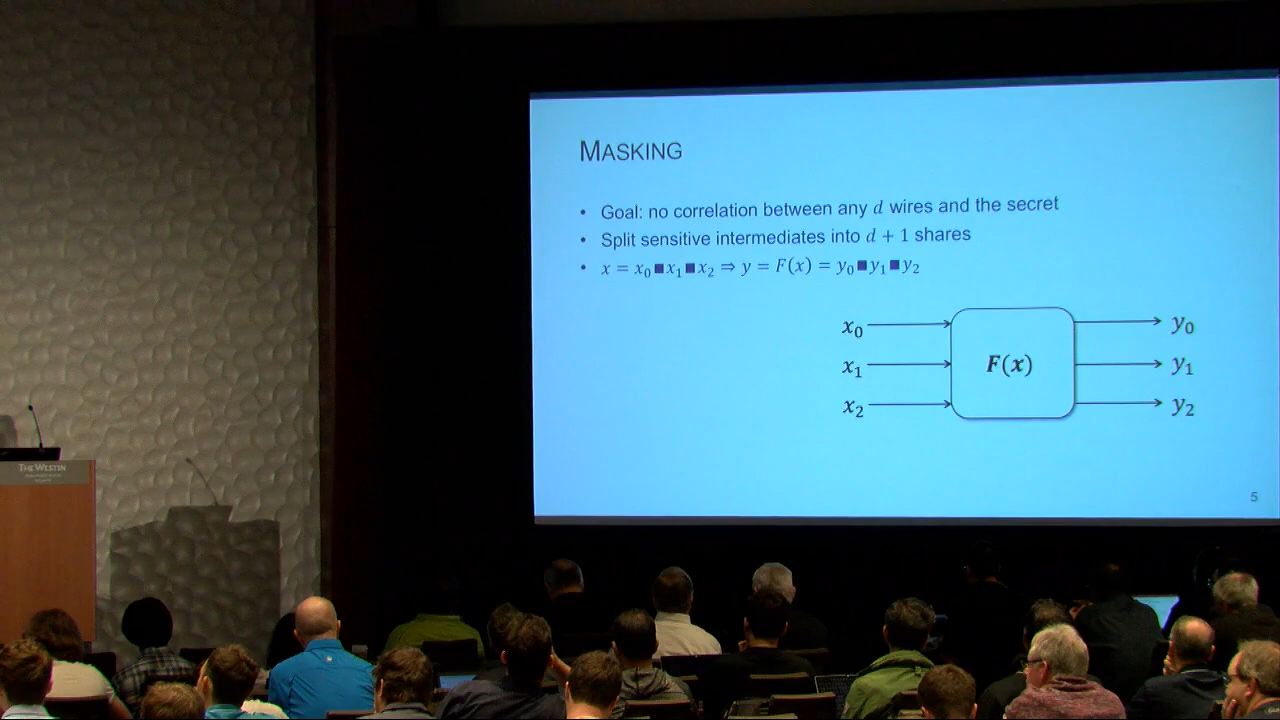 MASKING
• Goal: no correlation between any d wires and the secret
• Split sensitive intermediates into d + 1 shares
• x = x₀■x₁■x₂ ⇒ y = F(x) = y₀■y₁■y₂
x₀
y₀
x₁
F(x)
y₁
x₂
y₂
5
THE WESTIN